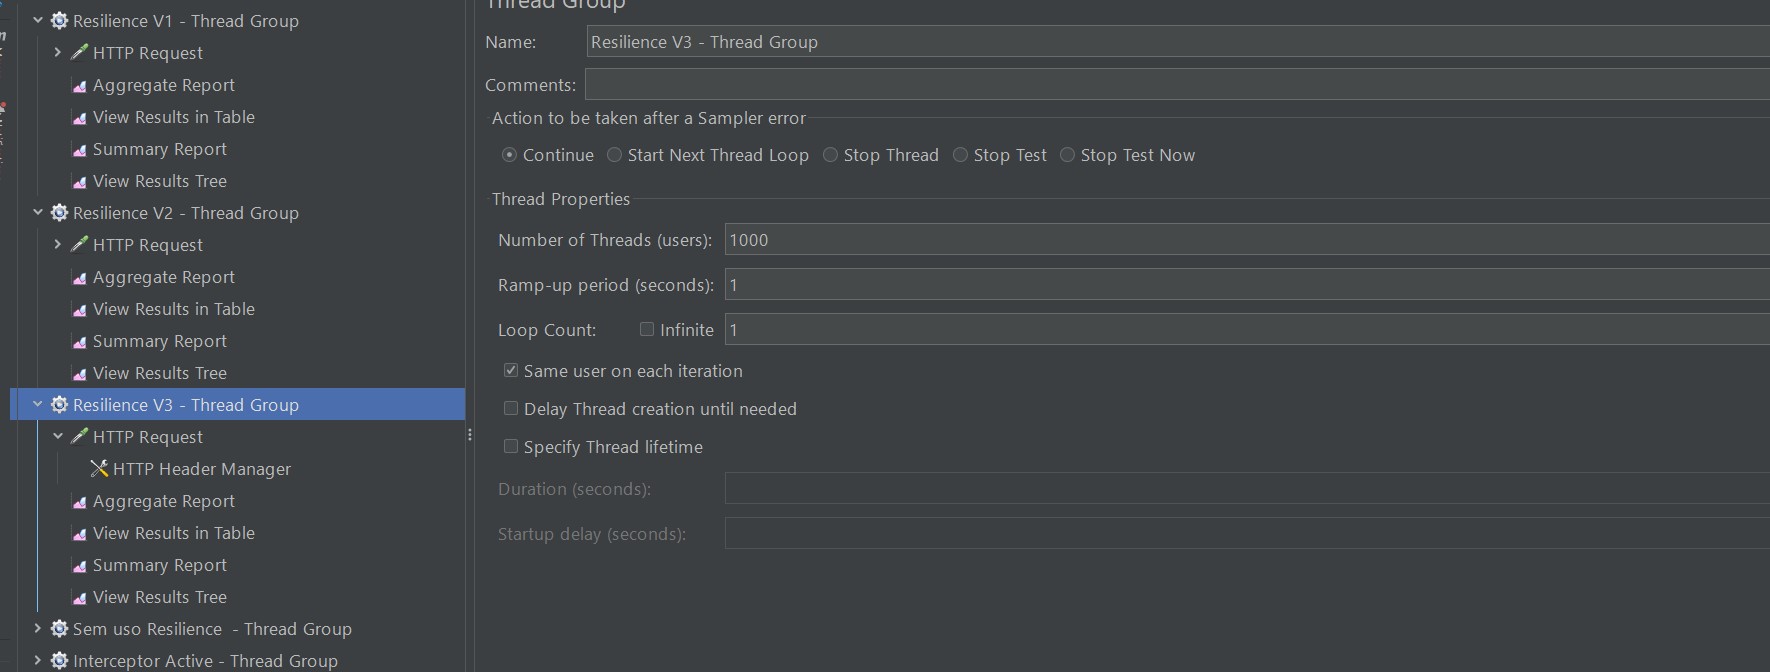 Resilience V1 - Thread Group
HTTP Request
Aggregate Report
View Results in Table
Summary Report
View Results Tree
Resilience V2 - Thread Group
HTTP Request
Aggregate Report
View Results in Table
Summary Report
View Results Tree
Resilience V3 - Thread Group
HTTP Request
HTTP Header Manager
Aggregate Report
View Results in Table
Summary Report
View Results Tree
Sem uso Resilience  - Thread Group
Interceptor Active - Thread Group
Thread Group
Name: Resilience V3 - Thread Group
Comments:
Action to be taken after a Sampler error
Continue Start Next Thread Loop Stop Thread Stop Test Stop Test Now
Thread Properties
Number of Threads (users): 1000
Ramp-up period (seconds): 1
Loop Count: Infinite 1
Same user on each iteration
Delay Thread creation until needed
Specify Thread lifetime
Duration (seconds):
Startup delay (seconds):